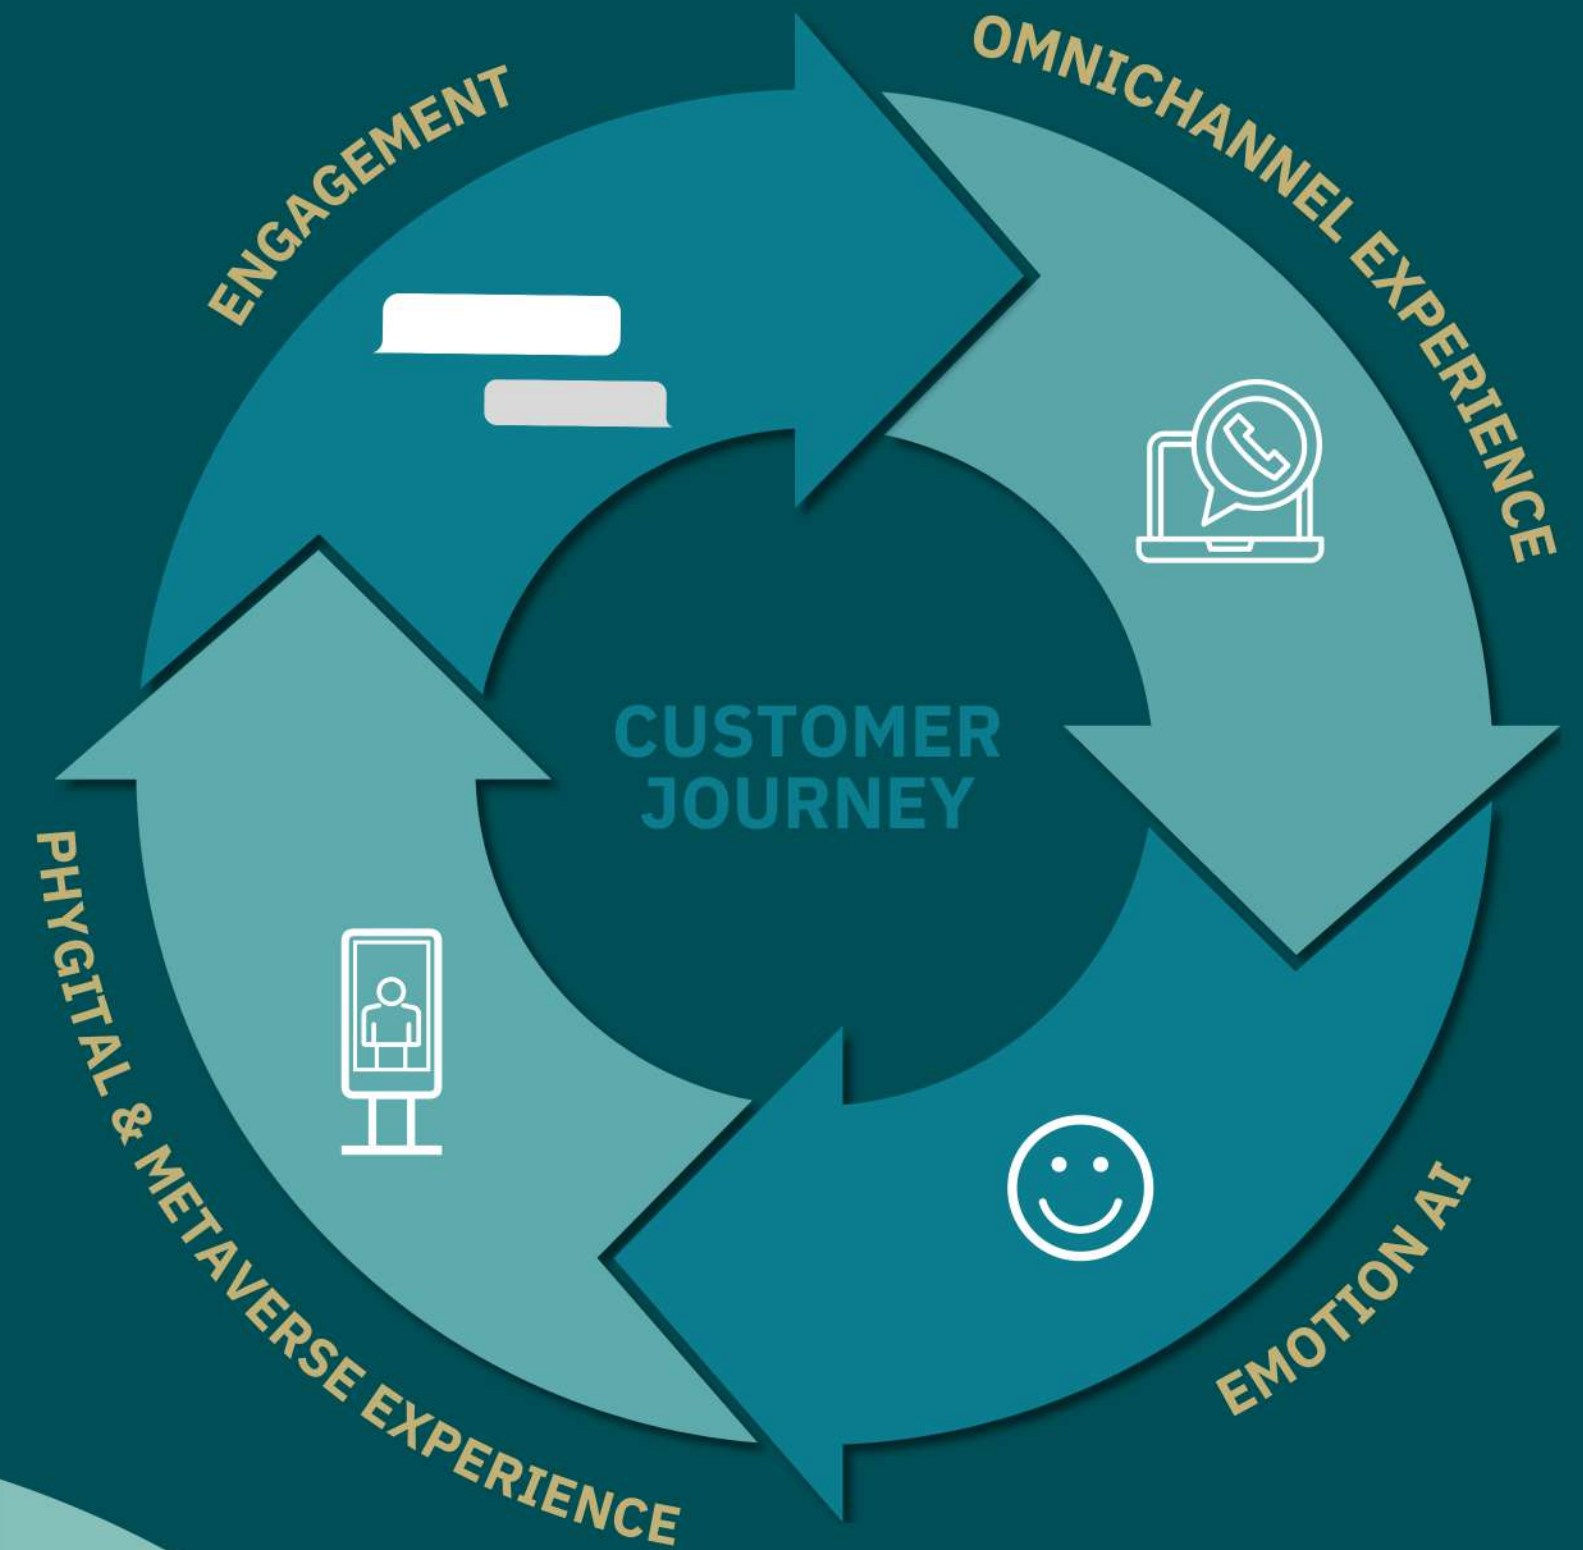 ENGAGEMENT
OMNICHANNEL EXPERIENCE
CUSTOMER
JOURNEY
EMOTION AI
PHYGITAL & METAVERSE EXPERIENCE